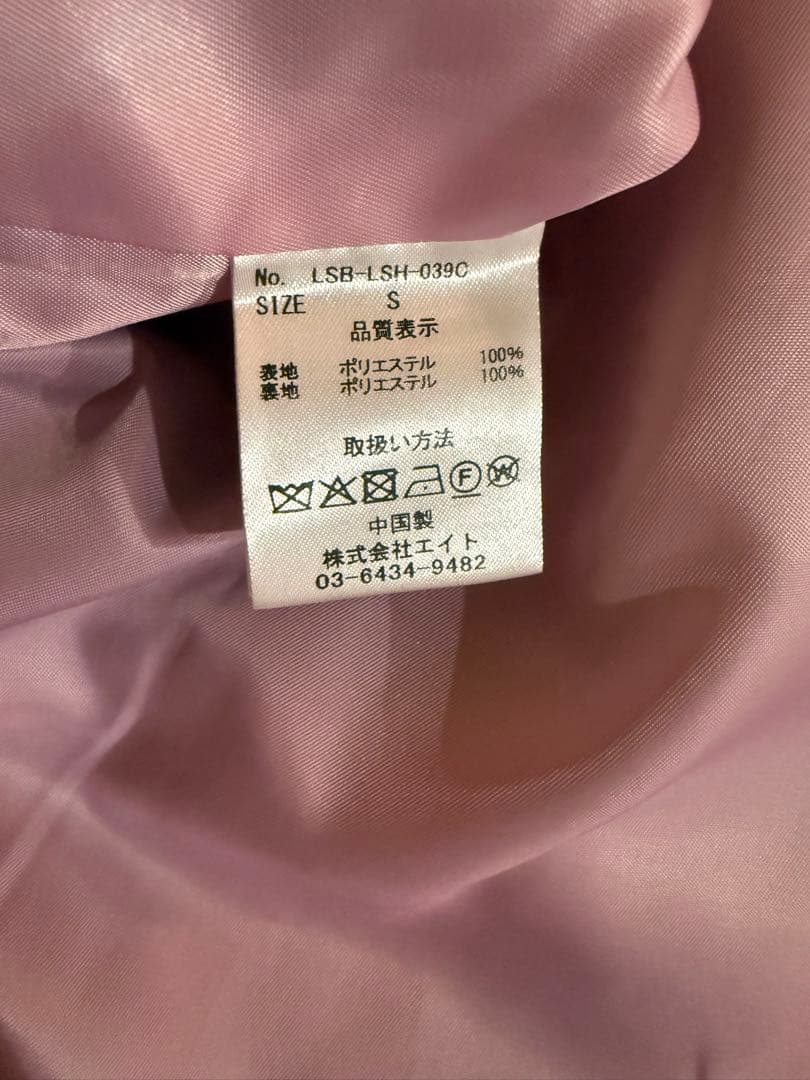 No. LSB-LSH-039C
SIZE S
品質表示
表地 ポリエステル 100%
裏地 ポリエステル 100%
取扱い方法
F W
中国製
株式会社エイト
03-6434-9482